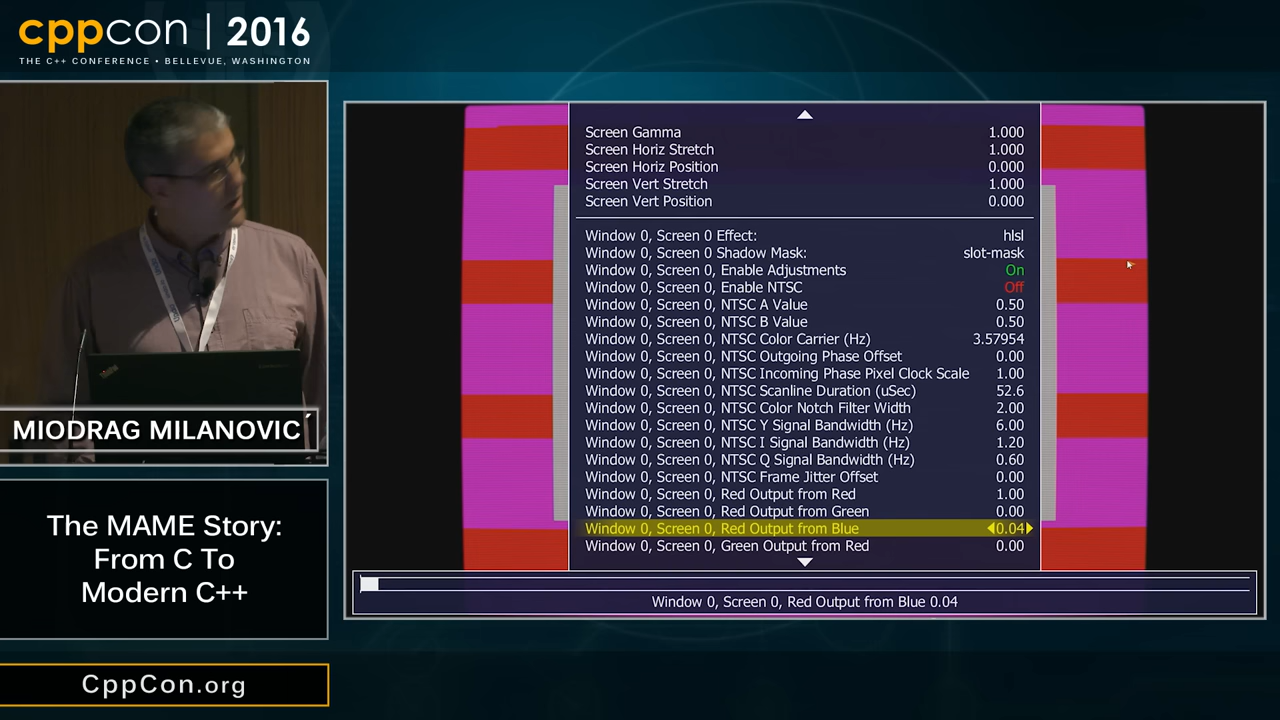 cppcon | 2016
THE C++ CONFERENCE • BELLEVUE, WASHINGTON
MIODRAG MILANOVIC´
The MAME Story:
From C To
Modern C++
CppCon.org
Screen Gamma 1.000
Screen Horiz Stretch 1.000
Screen Horiz Position 0.000
Screen Vert Stretch 1.000
Screen Vert Position 0.000
Window 0, Screen 0 Effect: hlsl
Window 0, Screen 0 Shadow Mask: slot-mask
Window 0, Screen 0, Enable Adjustments On
Window 0, Screen 0, Enable NTSC Off
Window 0, Screen 0, NTSC A Value 0.50
Window 0, Screen 0, NTSC B Value 0.50
Window 0, Screen 0, NTSC Color Carrier (Hz) 3.57954
Window 0, Screen 0, NTSC Outgoing Phase Offset 0.00
Window 0, Screen 0, NTSC Incoming Phase Pixel Clock Scale 1.00
Window 0, Screen 0, NTSC Scanline Duration (uSec) 52.6
Window 0, Screen 0, NTSC Color Notch Filter Width 2.00
Window 0, Screen 0, NTSC Y Signal Bandwidth (Hz) 6.00
Window 0, Screen 0, NTSC I Signal Bandwidth (Hz) 1.20
Window 0, Screen 0, NTSC Q Signal Bandwidth (Hz) 0.60
Window 0, Screen 0, NTSC Frame Jitter Offset 0.00
Window 0, Screen 0, Red Output from Red 1.00
Window 0, Screen 0, Red Output from Green 0.00
Window 0, Screen 0, Red Output from Blue 0.04
Window 0, Screen 0, Green Output from Red 0.00
Window 0, Screen 0, Red Output from Blue 0.04